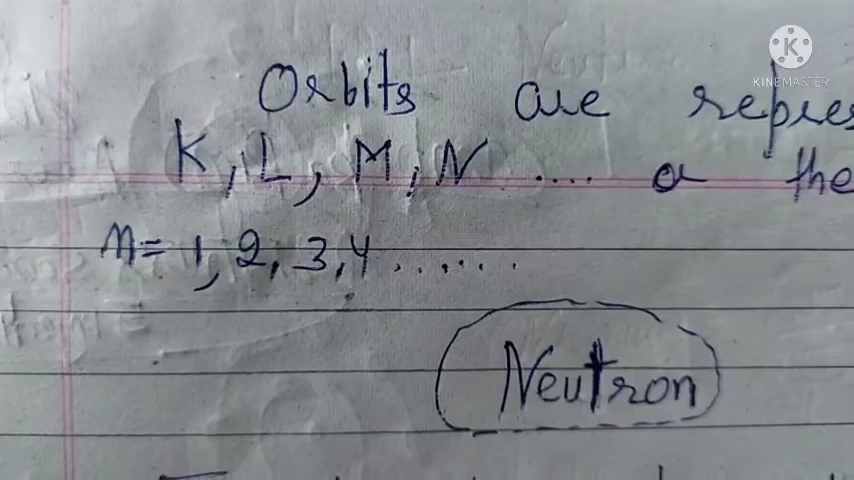 Orbits are repres
K, L, M, N .... or the
n= 1, 2, 3, 4 ......
Neutron
KINEMASTER